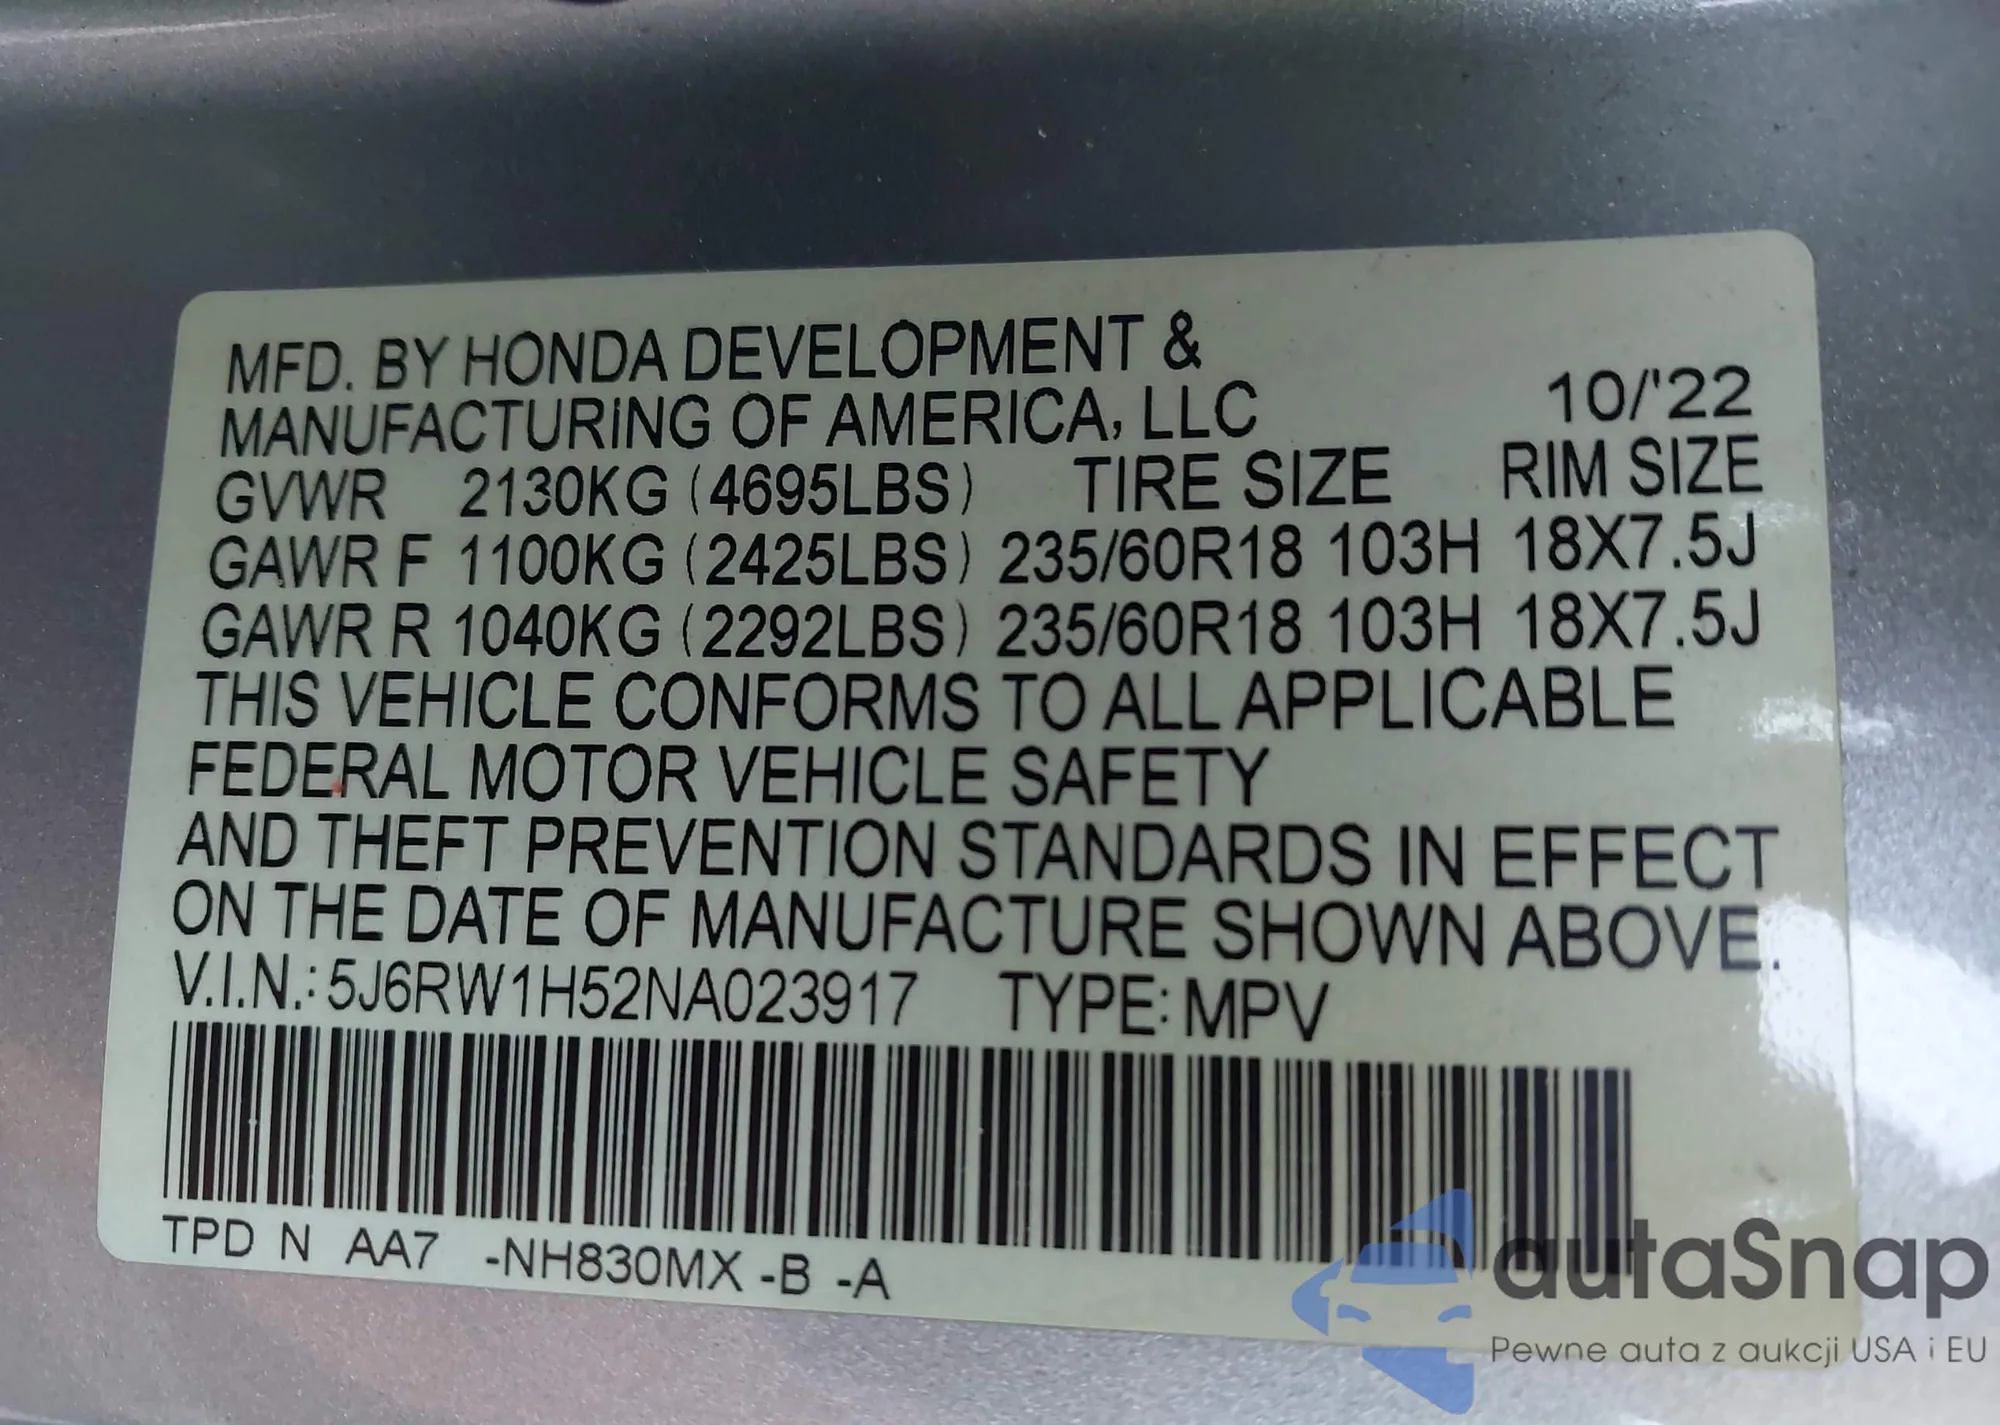 MFD. BY HONDA DEVELOPMENT &
MANUFACTURING OF AMERICA, LLC 10/'22
GVWR 2130KG (4695LBS) TIRE SIZE RIM SIZE
GAWR F 1100KG (2425LBS) 235/60R18 103H 18X7.5J
GAWR R 1040KG (2292LBS) 235/60R18 103H 18X7.5J
THIS VEHICLE CONFORMS TO ALL APPLICABLE
FEDERAL MOTOR VEHICLE SAFETY
AND THEFT PREVENTION STANDARDS IN EFFECT
ON THE DATE OF MANUFACTURE SHOWN ABOVE.
V.I.N.: 5J6RW1H52NA023917 TYPE: MPV
TPD N AA7 -NH830MX -B -A
autaSnap
Pewne auta z aukcji USA i EU